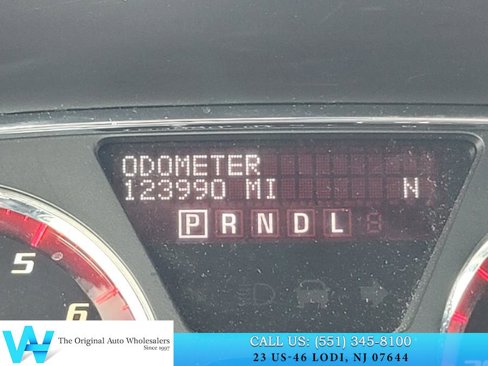 ODOMETER
123990 MI N
P R N D L
5
6
The Original Auto Wholesalers
Since 1997
CALL US: (551) 345-8100
23 US-46 LODI, NJ 07644